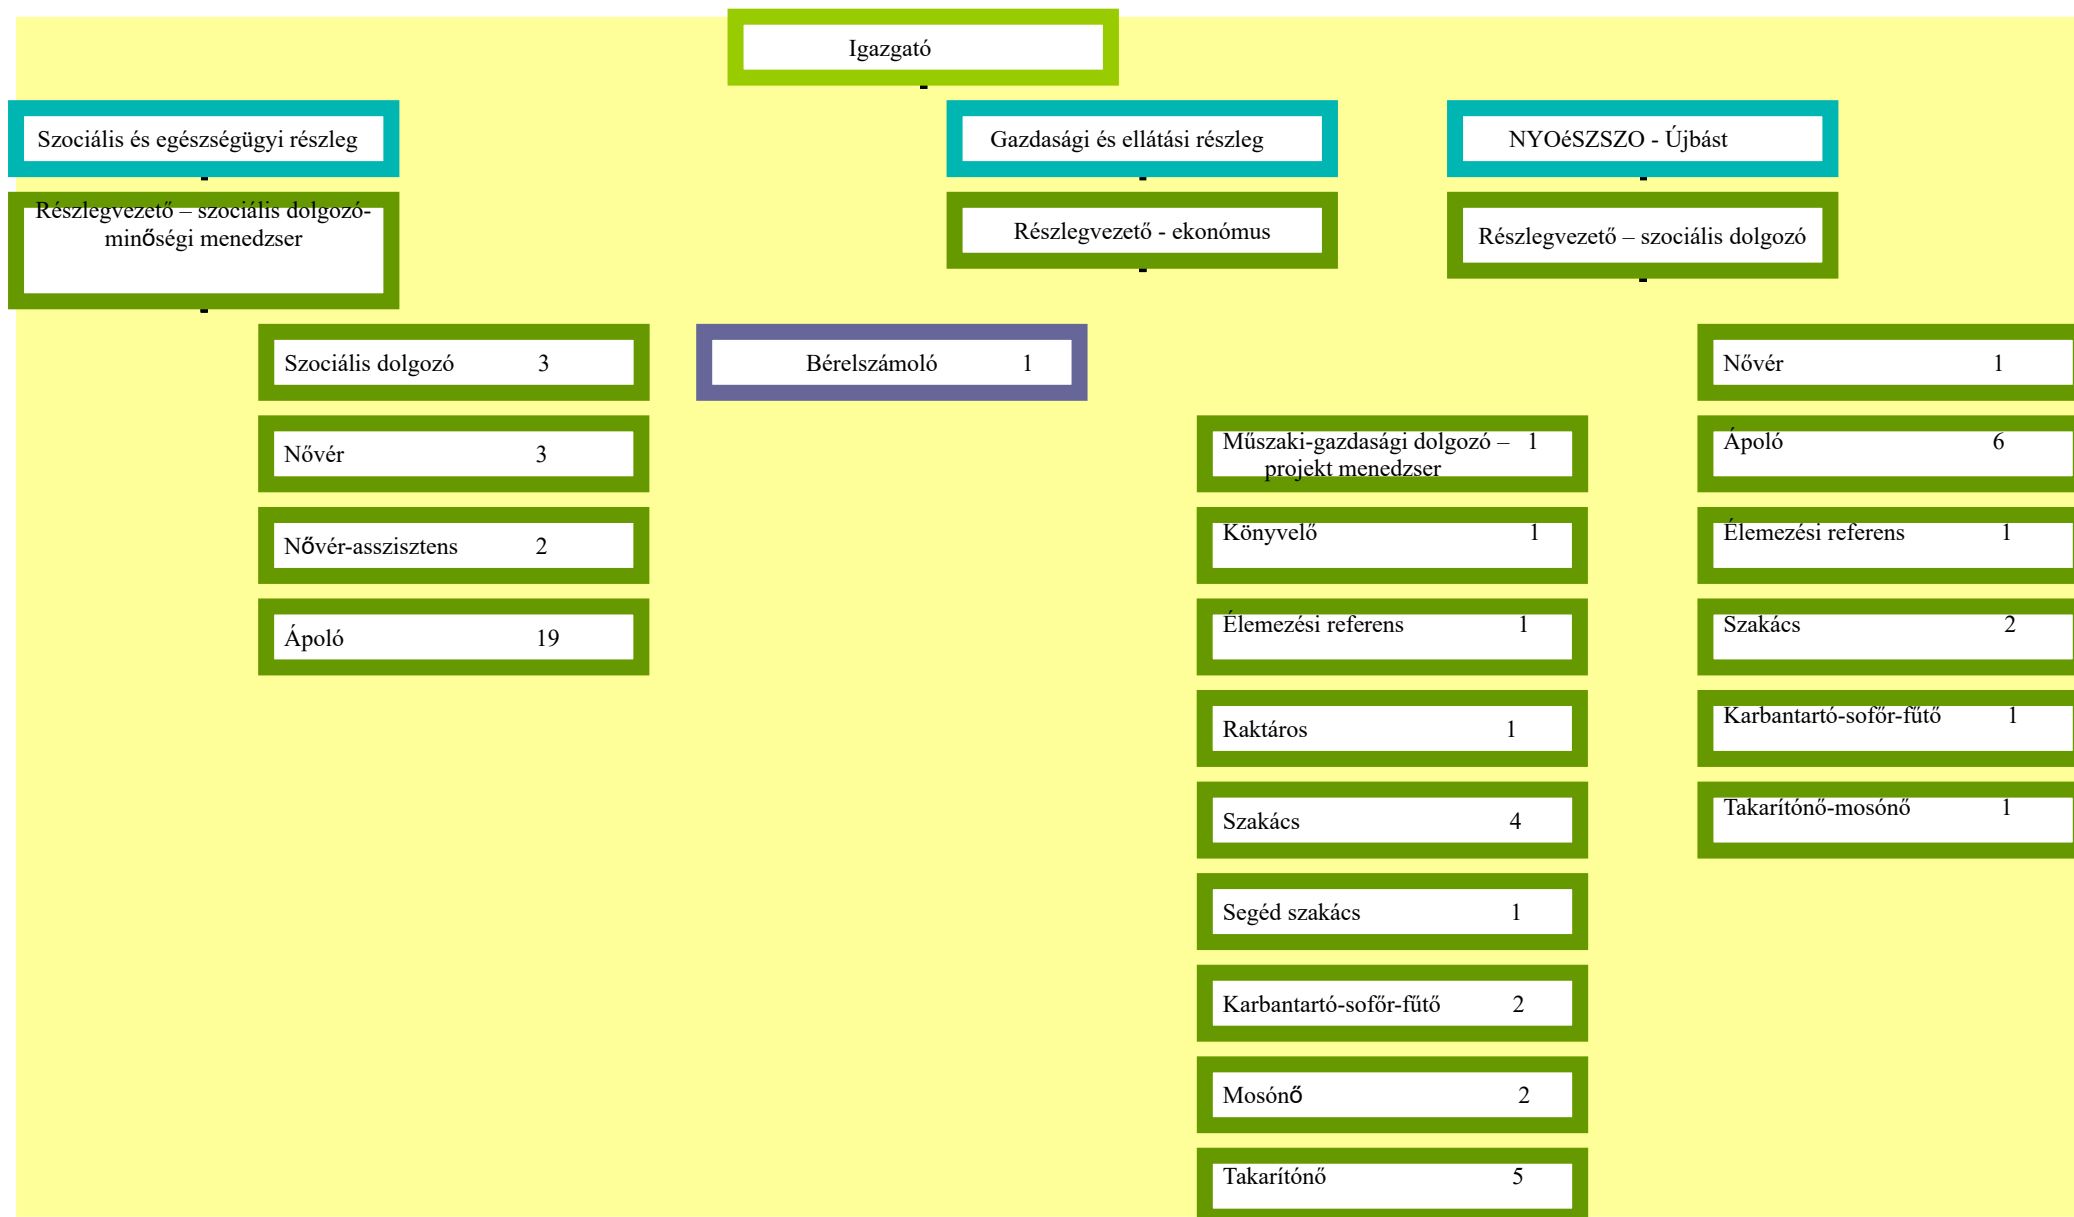 Igazgató
Szociális és egészségügyi részleg
Gazdasági és ellátási részleg
NYOéSZSZO - Újbást
Részlegvezető – szociális dolgozó-
minőségi menedzser
Részlegvezető - ekonómus
Részlegvezető – szociális dolgozó
Szociális dolgozó 3
Nővér 3
Nővér-asszisztens 2
Ápoló 19
Bérelszámoló 1
Műszaki-gazdasági dolgozó – 1
projekt menedzser
Könyvelő 1
Élemezési referens 1
Raktáros 1
Szakács 4
Segéd szakács 1
Karbantartó-sofőr-fűtő 2
Mosónő 2
Takarítónő 5
Nővér 1
Ápoló 6
Élemezési referens 1
Szakács 2
Karbantartó-sofőr-fűtő 1
Takarítónő-mosónő 1